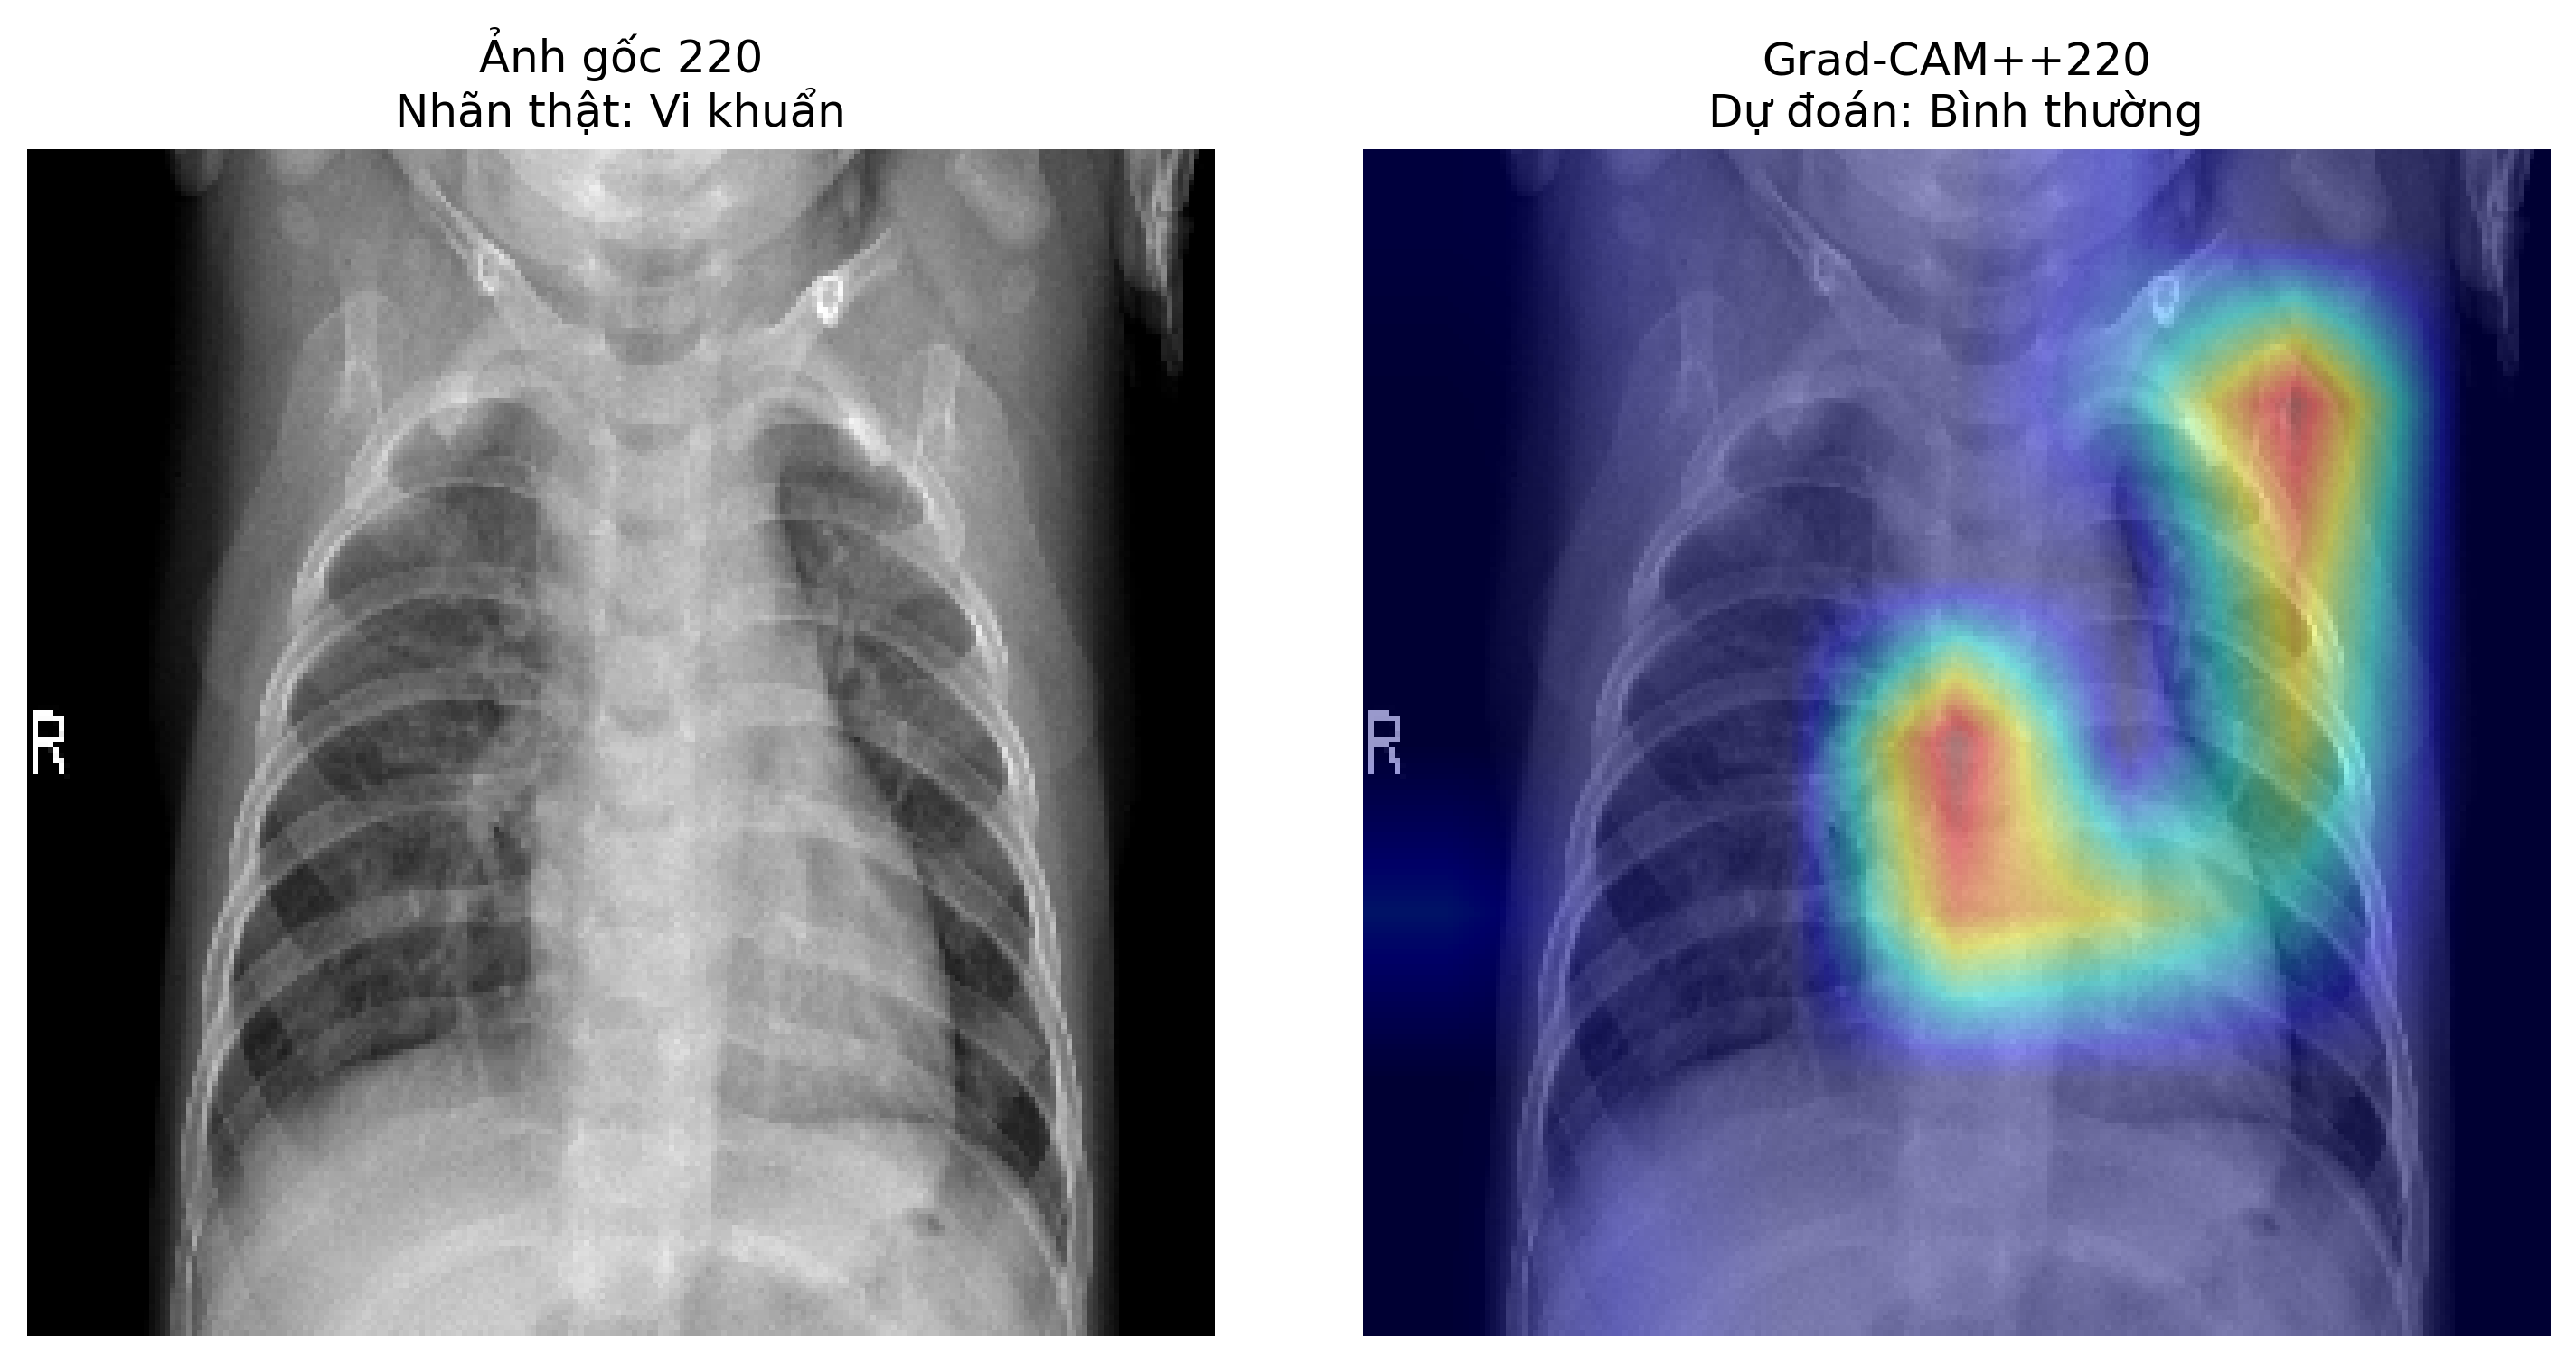 Ảnh gốc 220
Nhãn thật: Vi khuẩn
Grad-CAM++220
Dự đoán: Bình thường
R
R